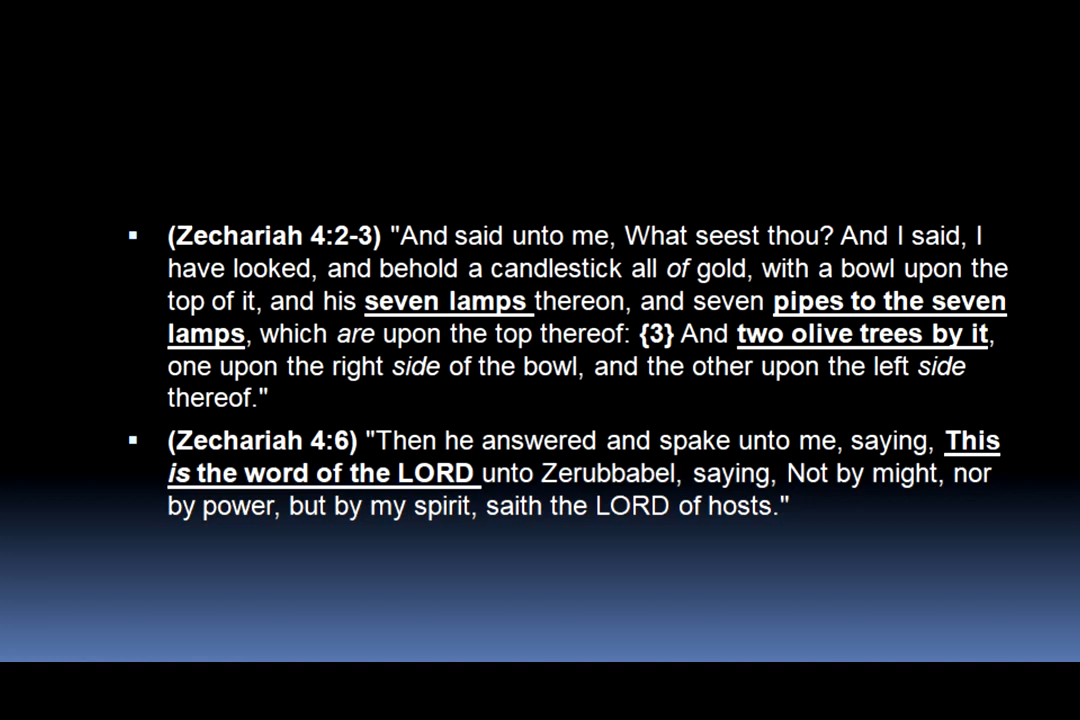 ▪ (Zechariah 4:2-3) "And said unto me, What seest thou? And I said, I
have looked, and behold a candlestick all of gold, with a bowl upon the
top of it, and his seven lamps thereon, and seven pipes to the seven
lamps, which are upon the top thereof: {3} And two olive trees by it,
one upon the right side of the bowl, and the other upon the left side
thereof."
▪ (Zechariah 4:6) "Then he answered and spake unto me, saying, This
is the word of the LORD unto Zerubbabel, saying, Not by might, nor
by power, but by my spirit, saith the LORD of hosts."